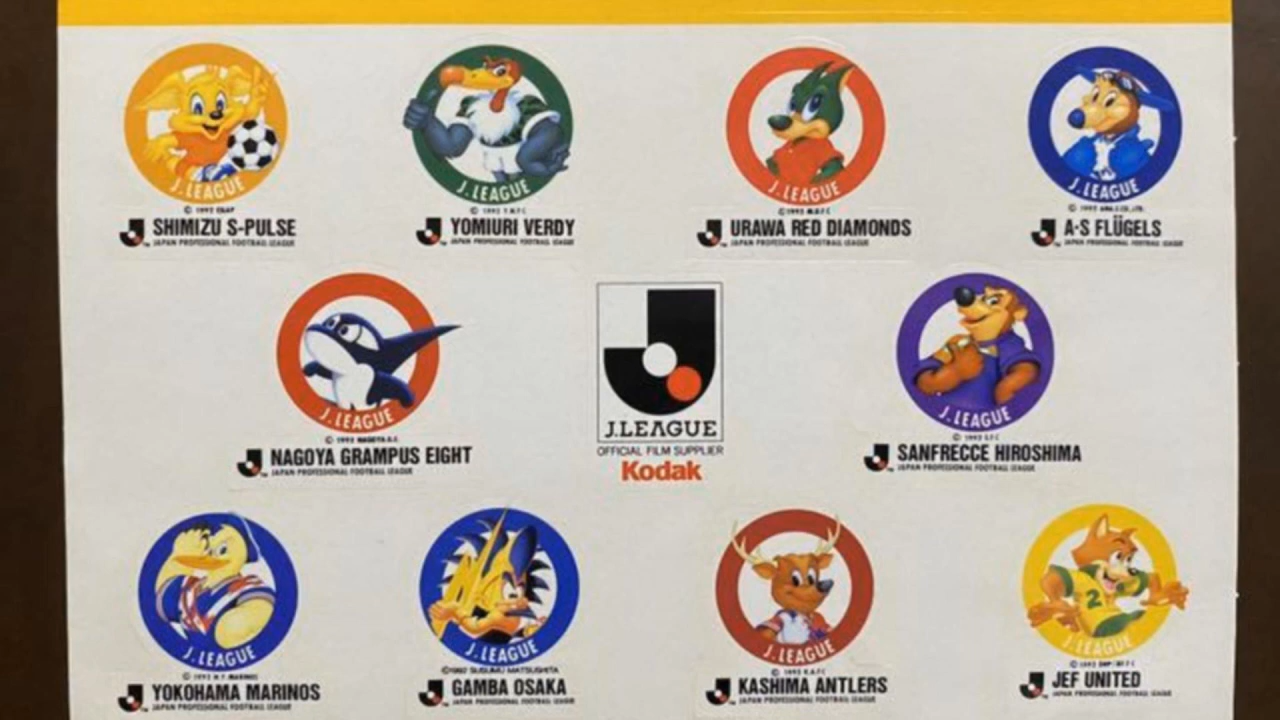 J.LEAGUE
J.LEAGUE
J.LEAGUE
J.LEAGUE
SHIMIZU S-PULSE
JAPAN PROFESSIONAL FOOTBALL LEAGUE
YOMIURI VERDY
JAPAN PROFESSIONAL FOOTBALL LEAGUE
URAWA RED DIAMONDS
JAPAN PROFESSIONAL FOOTBALL LEAGUE
A·S FLÜGELS
JAPAN PROFESSIONAL FOOTBALL LEAGUE
J.LEAGUE
© 1992 NAGOYA G.E.
NAGOYA GRAMPUS EIGHT
JAPAN PROFESSIONAL FOOTBALL LEAGUE
J.LEAGUE
OFFICIAL FILM SUPPLIER
Kodak
J.LEAGUE
© 1992 S.F.C
SANFRECCE HIROSHIMA
JAPAN PROFESSIONAL FOOTBALL LEAGUE
J.LEAGUE
YOKOHAMA MARINOS
JAPAN PROFESSIONAL FOOTBALL LEAGUE
J.LEAGUE
©1992 SUSUMU MATSUSHITA
GAMBA OSAKA
JAPAN PROFESSIONAL FOOTBALL LEAGUE
J.LEAGUE
© 1992 K.A.F.C
KASHIMA ANTLERS
JAPAN PROFESSIONAL FOOTBALL LEAGUE
2
J.LEAGUE
JEF UNITED
JAPAN PROFESSIONAL FOOTBALL LEAGUE